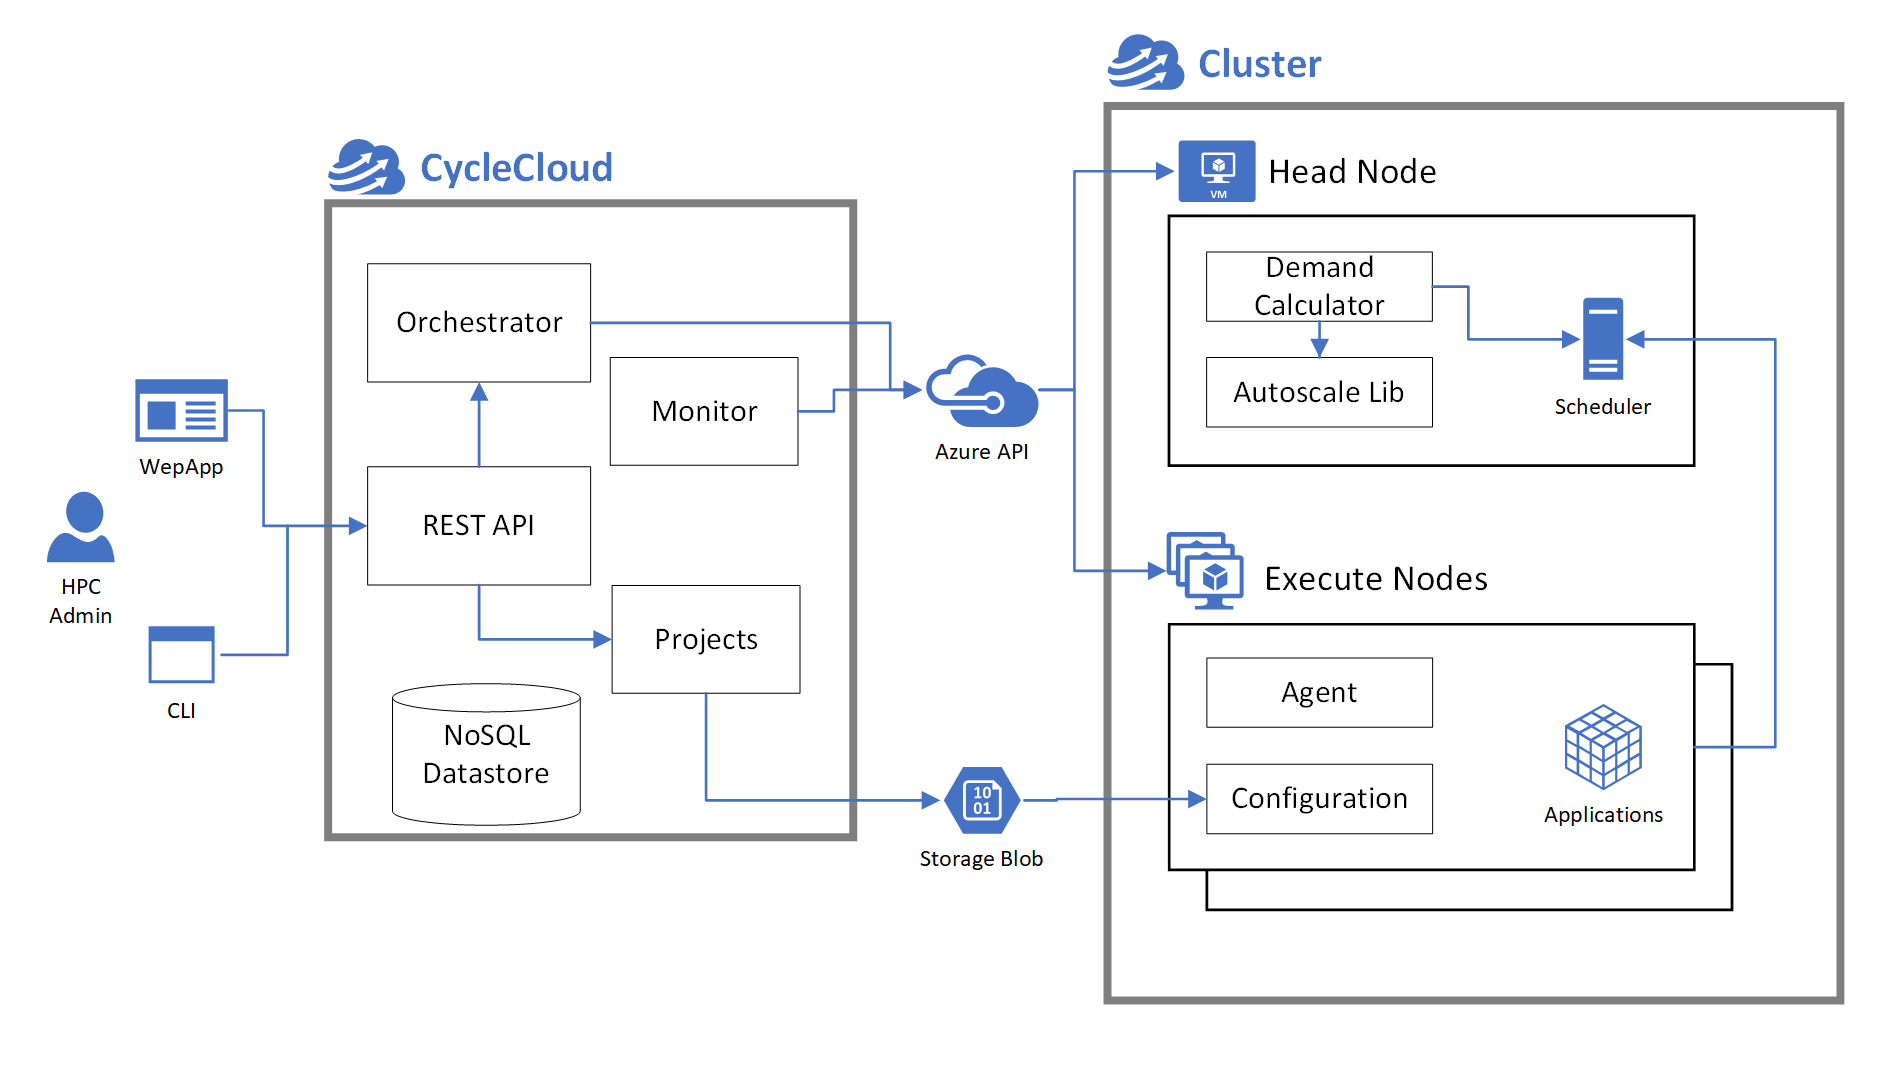 Cluster
CycleCloud
VM
Head Node
Demand
Calculator
Orchestrator
Monitor
Autoscale Lib
Scheduler
Azure API
WepApp
REST API
HPC
Admin
Execute Nodes
Projects
Agent
CLI
NoSQL
Datastore
10
01
Configuration
Applications
Storage Blob